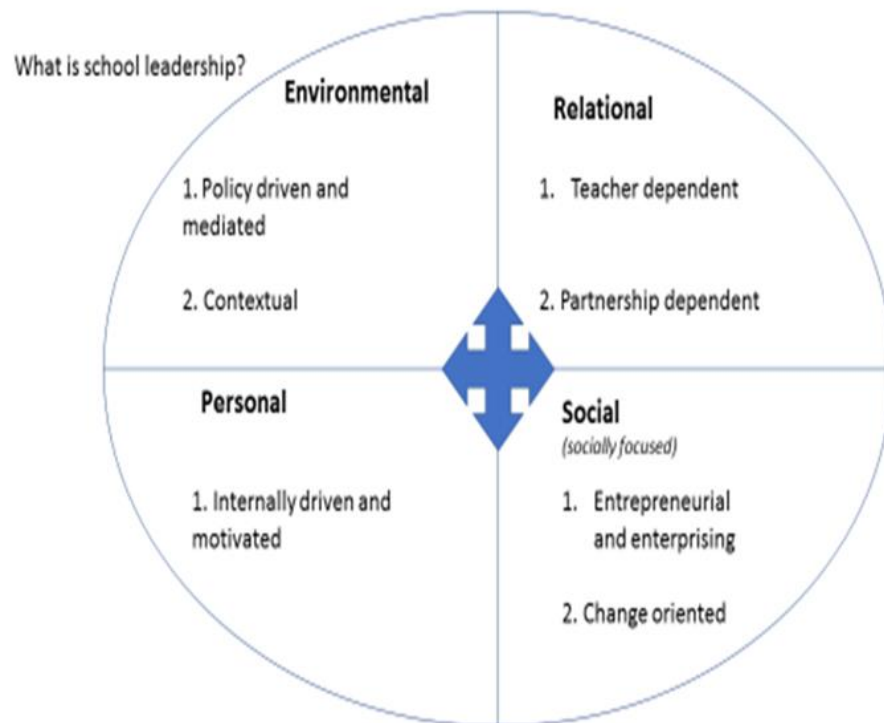 What is school leadership?
Environmental
1. Policy driven and
mediated
2. Contextual
Relational
1. Teacher dependent
2. Partnership dependent
Personal
1. Internally driven and
motivated
Social
(socially focused)
1. Entrepreneurial
and enterprising
2. Change oriented